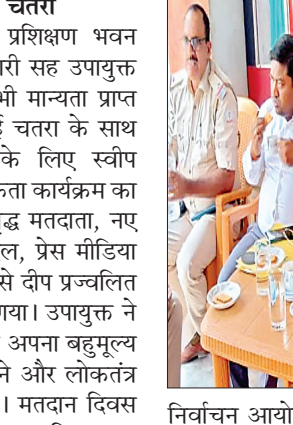 चतरा
प्रशिक्षण भवन
ारी सह उपायुक्त
भी मान्यता प्राप्त
ई चतरा के साथ
के लिए स्वीप
कता कार्यक्रम का
द्ध मतदाता, नए
ल, प्रेस मीडिया
से दीप प्रज्वलित
गया। उपायुक्त ने
अपना बहुमूल्य
ने और लोकतंत्र
। मतदान दिवस
निर्वाचन आयो